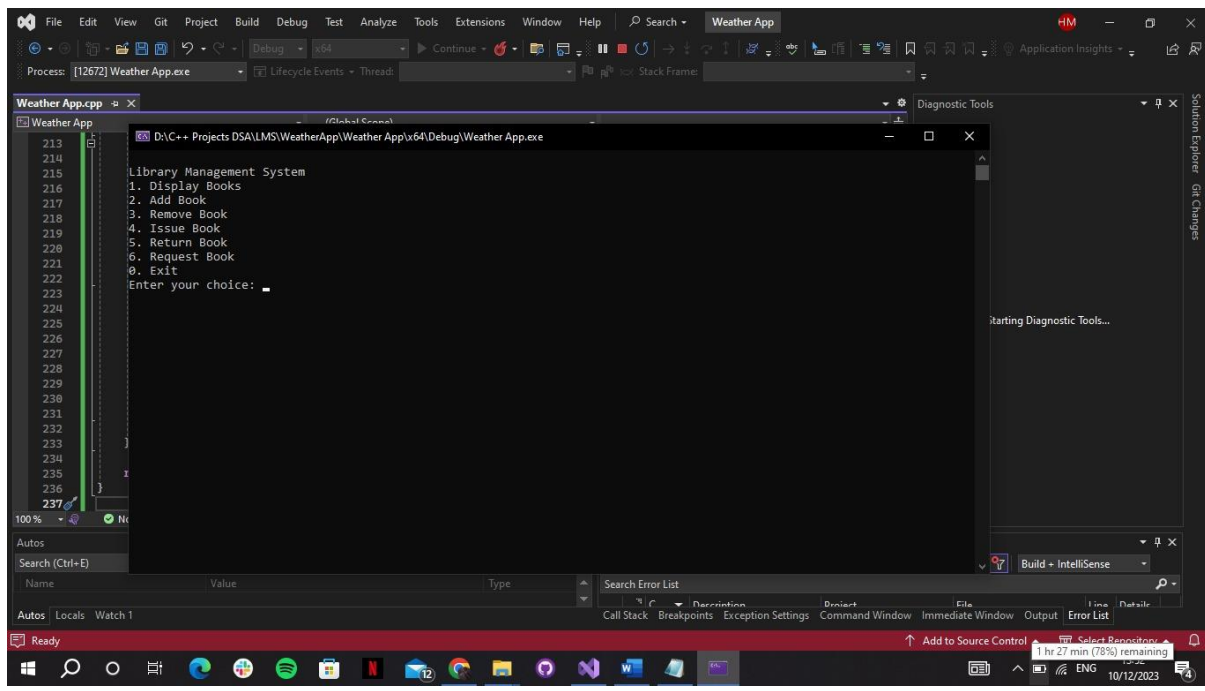 File Edit View Git Project Build Debug Test Analyze Tools Extensions Window Help Search Weather App HM
Debug x64 Continue Application Insights
Process: [12672] Weather App.exe Lifecycle Events Thread: Stack Frame:
Weather App.cpp
Diagnostic Tools
Weather App (Global Scope)
D:\C++ Projects DSA\LMS\WeatherApp\Weather App\x64\Debug\Weather App.exe
Solution Explorer
Git Changes
213
214
215
216
217
218
219
220
221
222
223
224
225
226
227
228
229
230
231
232
233
234
235
236
237
Library Management System
1. Display Books
2. Add Book
3. Remove Book
4. Issue Book
5. Return Book
6. Request Book
0. Exit
Enter your choice:
Starting Diagnostic Tools...
100 %
Autos
Search (Ctrl+E)
Name Value Type
Autos Locals Watch 1
Build + IntelliSense
Search Error List
Description Project File Line Details
Call Stack Breakpoints Exception Settings Command Window Immediate Window Output Error List
Ready
Add to Source Control Select Repository
1 hr 27 min (78%) remaining
12
ENG
10/12/2023
4